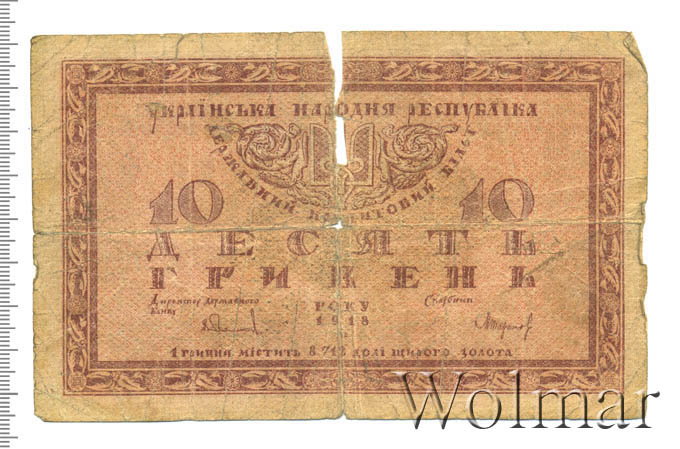 УКРАЇНСЬКА НАРОДНЯ РЕСПУБЛІКА
ДЕРЖАВНИЙ КРЕДИТОВИЙ БІЛЕТ
10 10
ДЕСЯТЬ
ГРИВЕНЬ
Директор Державного Скарбник
Банку
РОКУ
1918
1 гривня містить 8.712 долі щирого золота
Wolmar